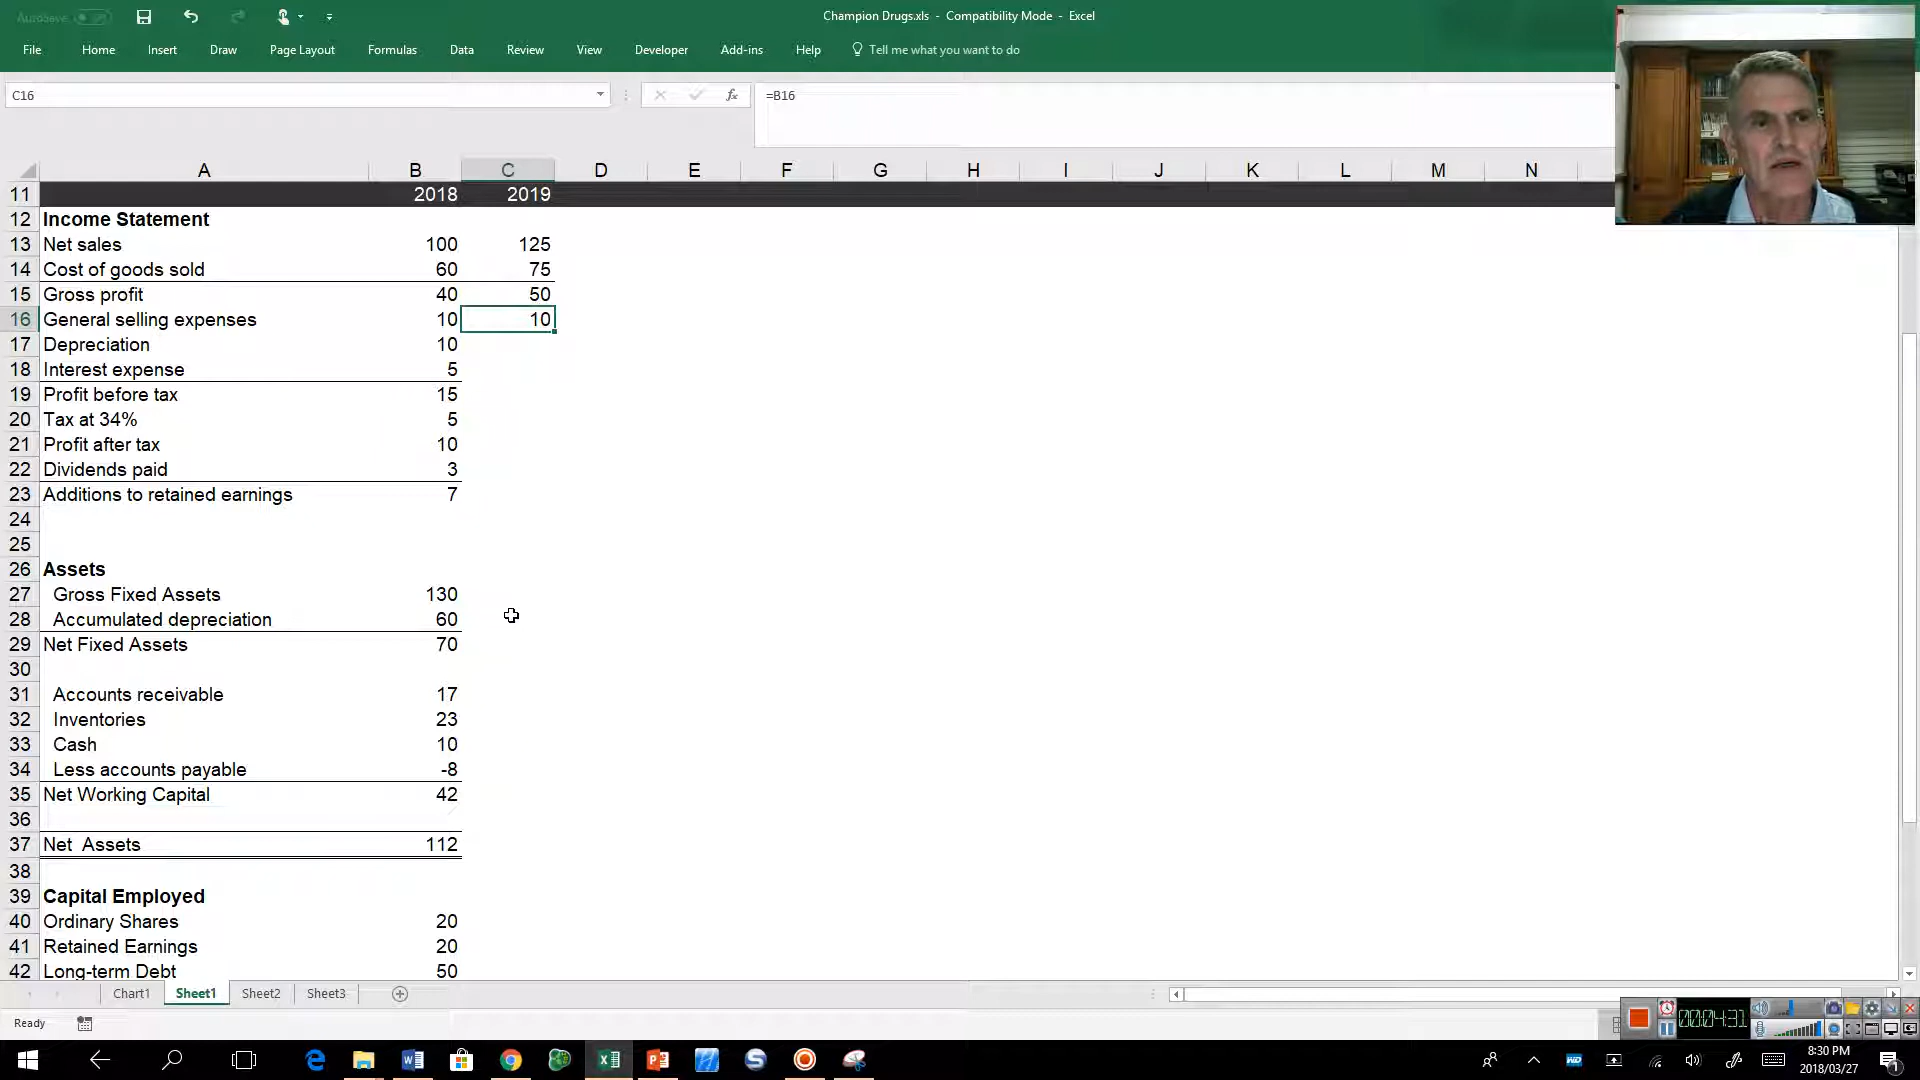 AutoSave
Champion Drugs.xls - Compatibility Mode - Excel
File Home Insert Draw Page Layout Formulas Data Review View Developer Add-ins Help Tell me what you want to do
C16 fx =B16
A B C D E F G H I J K L M N
11 2018 2019
12 Income Statement
13 Net sales 100 125
14 Cost of goods sold 60 75
15 Gross profit 40 50
16 General selling expenses 10 10
17 Depreciation 10
18 Interest expense 5
19 Profit before tax 15
20 Tax at 34% 5
21 Profit after tax 10
22 Dividends paid 3
23 Additions to retained earnings 7
24
25
26 Assets
27 Gross Fixed Assets 130
28 Accumulated depreciation 60
29 Net Fixed Assets 70
30
31 Accounts receivable 17
32 Inventories 23
33 Cash 10
34 Less accounts payable -8
35 Net Working Capital 42
36
37 Net Assets 112
38
39 Capital Employed
40 Ordinary Shares 20
41 Retained Earnings 20
42 Long-term Debt 50
Chart1 Sheet1 Sheet2 Sheet3
Ready
00:04:31
8:30 PM
2018/03/27